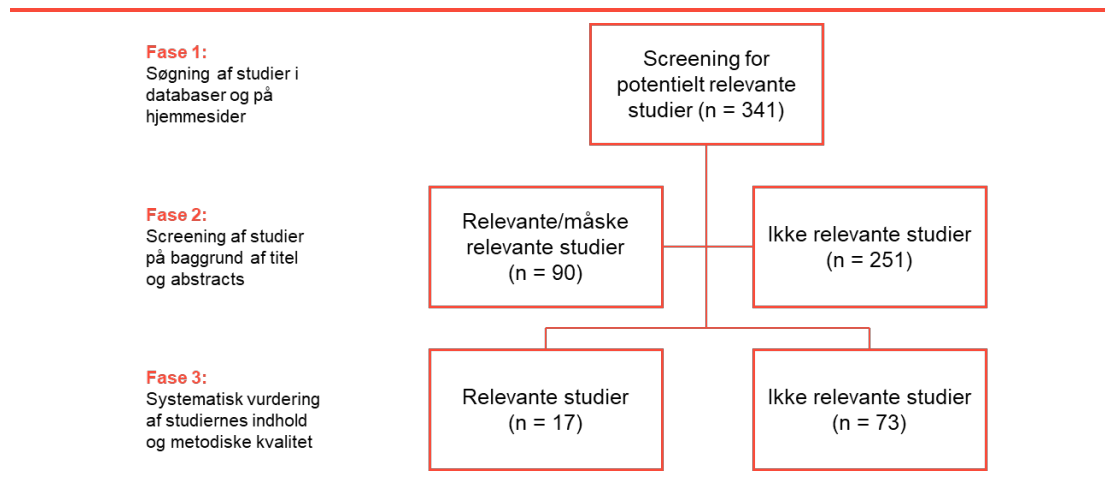 Fase 1:
Søgning af studier i
databaser og på
hjemmesider
Screening for
potentielt relevante
studier (n = 341)
Fase 2:
Screening af studier
på baggrund af titel
og abstracts
Relevante/måske
relevante studier
(n = 90)
Ikke relevante studier
(n = 251)
Fase 3:
Systematisk vurdering
af studiernes indhold
og metodiske kvalitet
Relevante studier
(n = 17)
Ikke relevante studier
(n = 73)